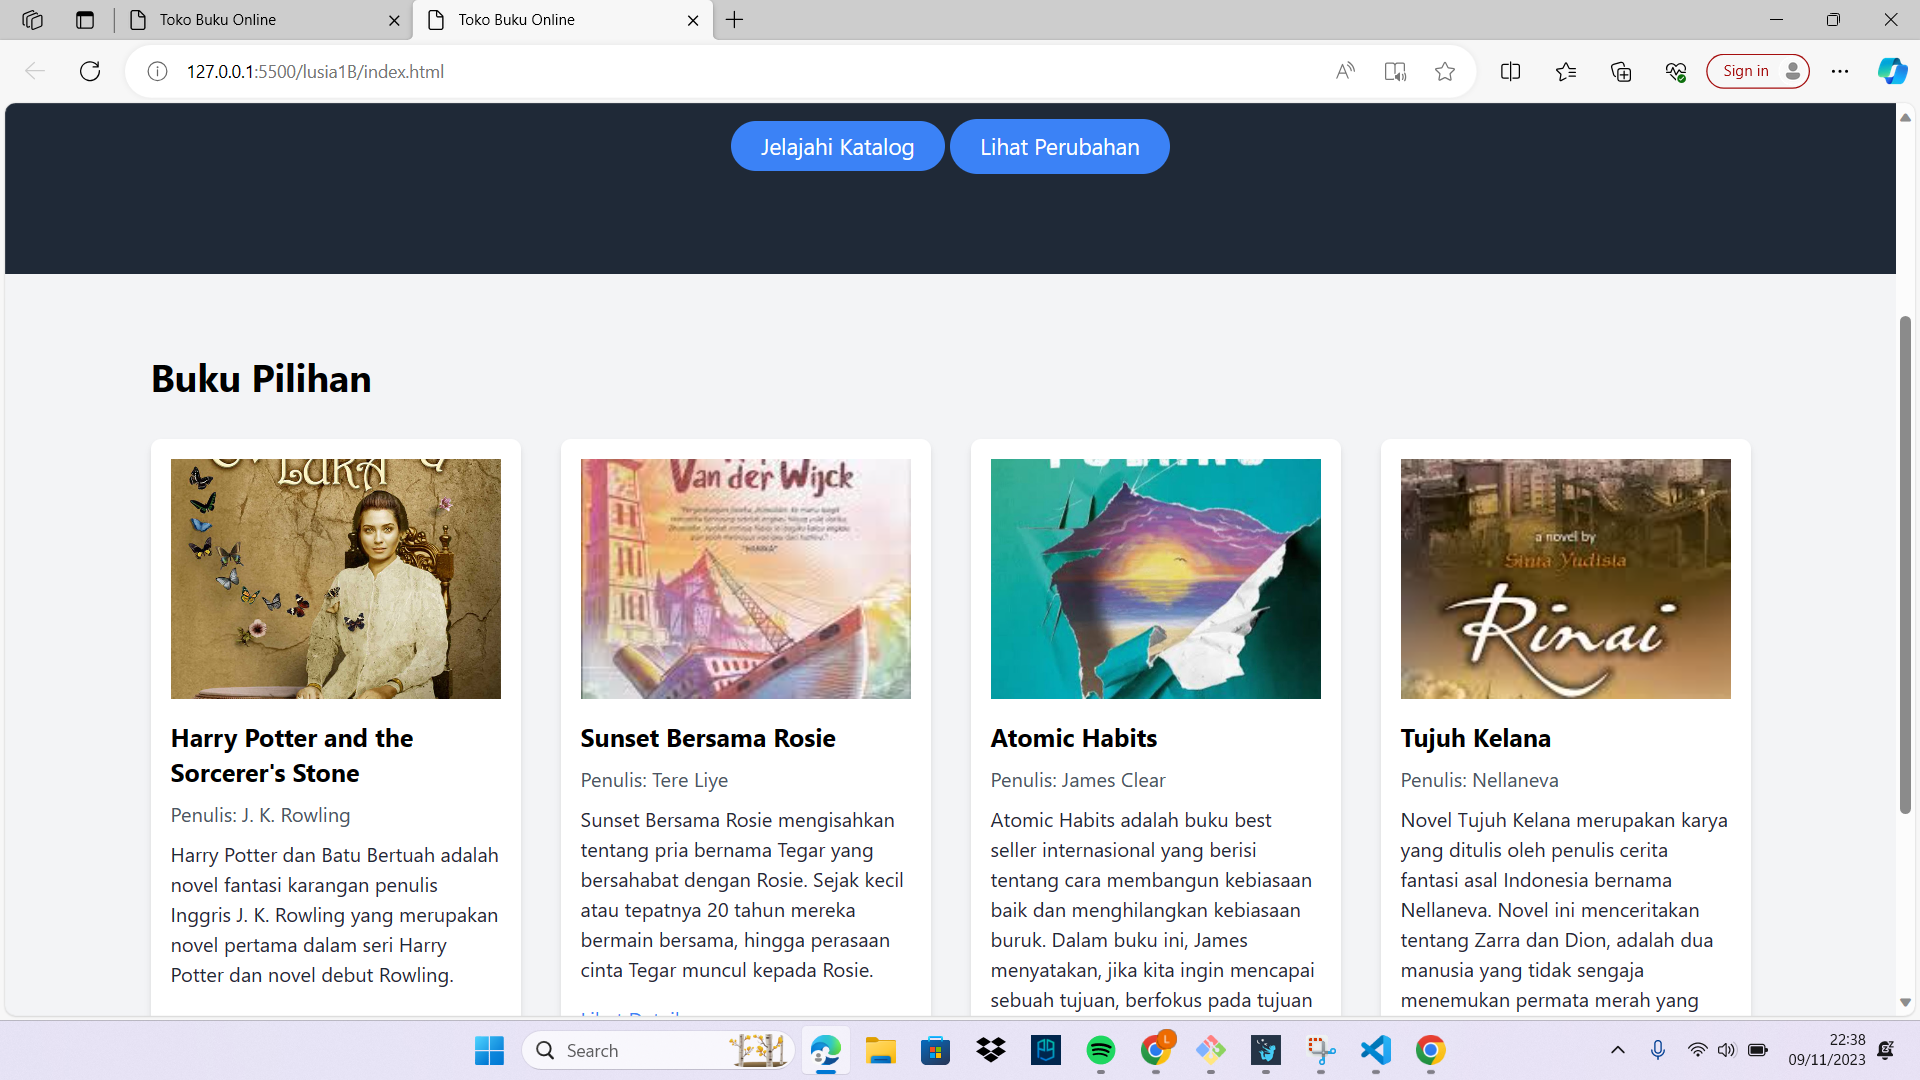 Toko Buku Online
Toko Buku Online
127.0.0.1:5500/lusia1B/index.html
Sign in
Jelajahi Katalog
Lihat Perubahan
Buku Pilihan
LUKA
Van der Wijck
"HAMKA"
a novel by
Sinta Yudisia
Rinai
Harry Potter and the
Sorcerer's Stone
Penulis: J. K. Rowling
Harry Potter dan Batu Bertuah adalah
novel fantasi karangan penulis
Inggris J. K. Rowling yang merupakan
novel pertama dalam seri Harry
Potter dan novel debut Rowling.
Sunset Bersama Rosie
Penulis: Tere Liye
Sunset Bersama Rosie mengisahkan
tentang pria bernama Tegar yang
bersahabat dengan Rosie. Sejak kecil
atau tepatnya 20 tahun mereka
bermain bersama, hingga perasaan
cinta Tegar muncul kepada Rosie.
Lihat Detail
Atomic Habits
Penulis: James Clear
Atomic Habits adalah buku best
seller internasional yang berisi
tentang cara membangun kebiasaan
baik dan menghilangkan kebiasaan
buruk. Dalam buku ini, James
menyatakan, jika kita ingin mencapai
sebuah tujuan, berfokus pada tujuan
Tujuh Kelana
Penulis: Nellaneva
Novel Tujuh Kelana merupakan karya
yang ditulis oleh penulis cerita
fantasi asal Indonesia bernama
Nellaneva. Novel ini menceritakan
tentang Zarra dan Dion, adalah dua
manusia yang tidak sengaja
menemukan permata merah yang
Search
L
22:38
09/11/2023